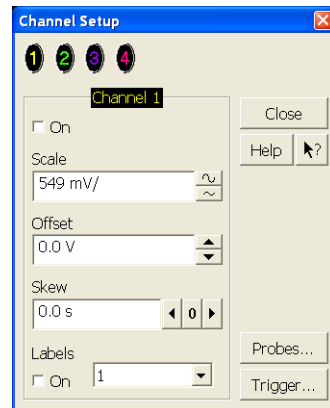 Channel Setup
1 2 3 4
Channel 1
On
Close
Help ?
Scale
549 mV/
Offset
0.0 V
Skew
0.0 s 0
Labels
On 1
Probes...
Trigger...